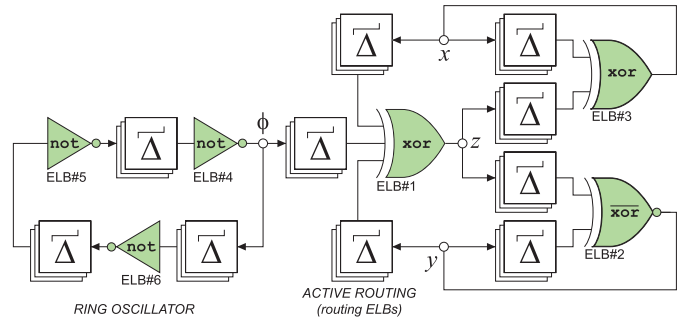 Δ Δ
x
xor
ELB#3
Δ
not Δ not ϕ Δ xor z
ELB#5 ELB#4 ELB#1
Δ
xor
ELB#2
Δ not Δ Δ y Δ
ELB#6
RING OSCILLATOR
ACTIVE ROUTING
(routing ELBs)